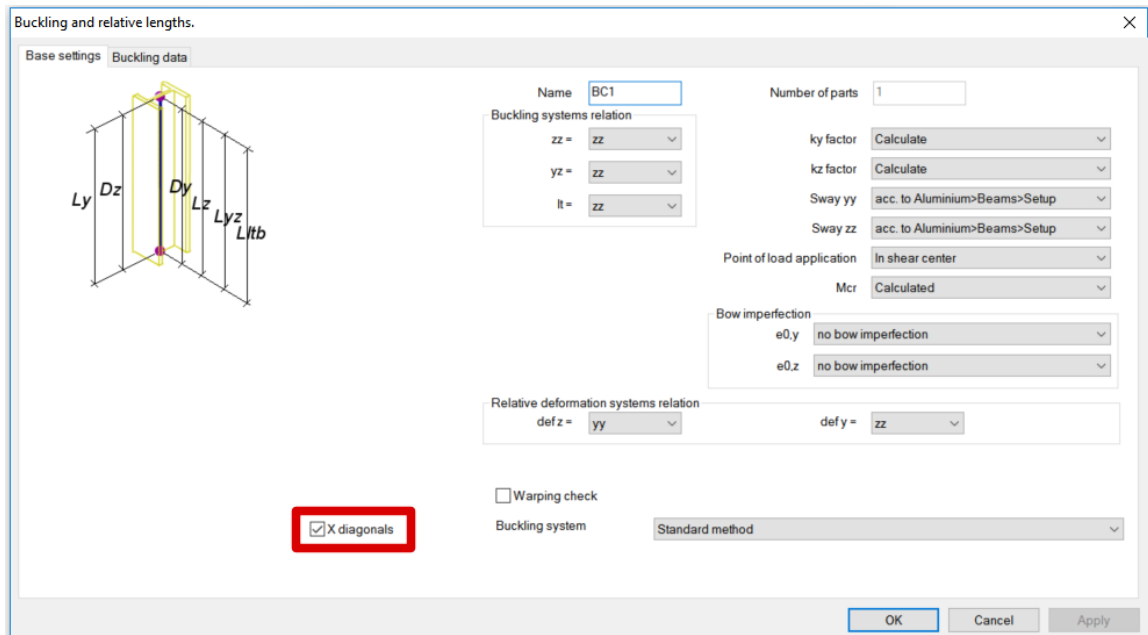 Buckling and relative lengths.
Base settings
Buckling data
Ly
Dz
Dy
Lz
Lyz
Lltb
Name BC1
Number of parts 1
Buckling systems relation
zz = zz
yz = zz
lt = zz
ky factor Calculate
kz factor Calculate
Sway yy acc. to Aluminium>Beams>Setup
Sway zz acc. to Aluminium>Beams>Setup
Point of load application In shear center
Mcr Calculated
Bow imperfection
e0,y no bow imperfection
e0,z no bow imperfection
Relative deformation systems relation
def z = yy
def y = zz
Warping check
X diagonals
Buckling system Standard method
OK
Cancel
Apply